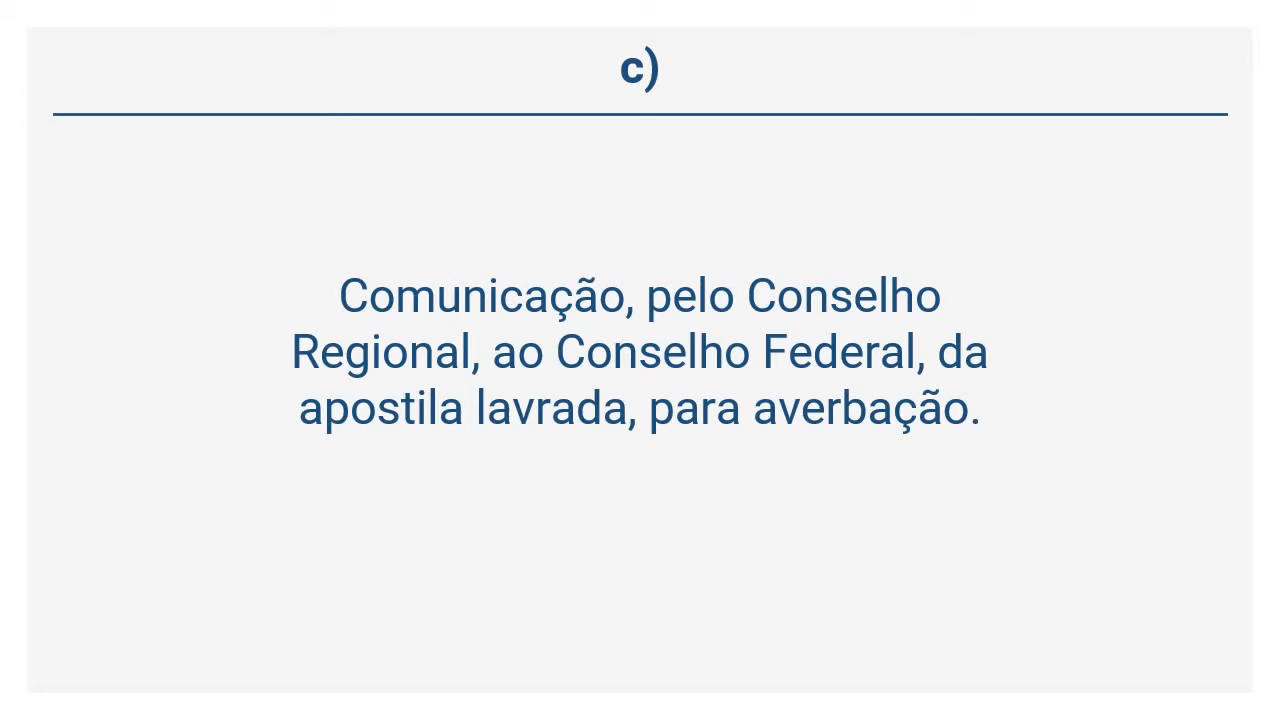 c)
Comunicação, pelo Conselho
Regional, ao Conselho Federal, da
apostila lavrada, para averbação.